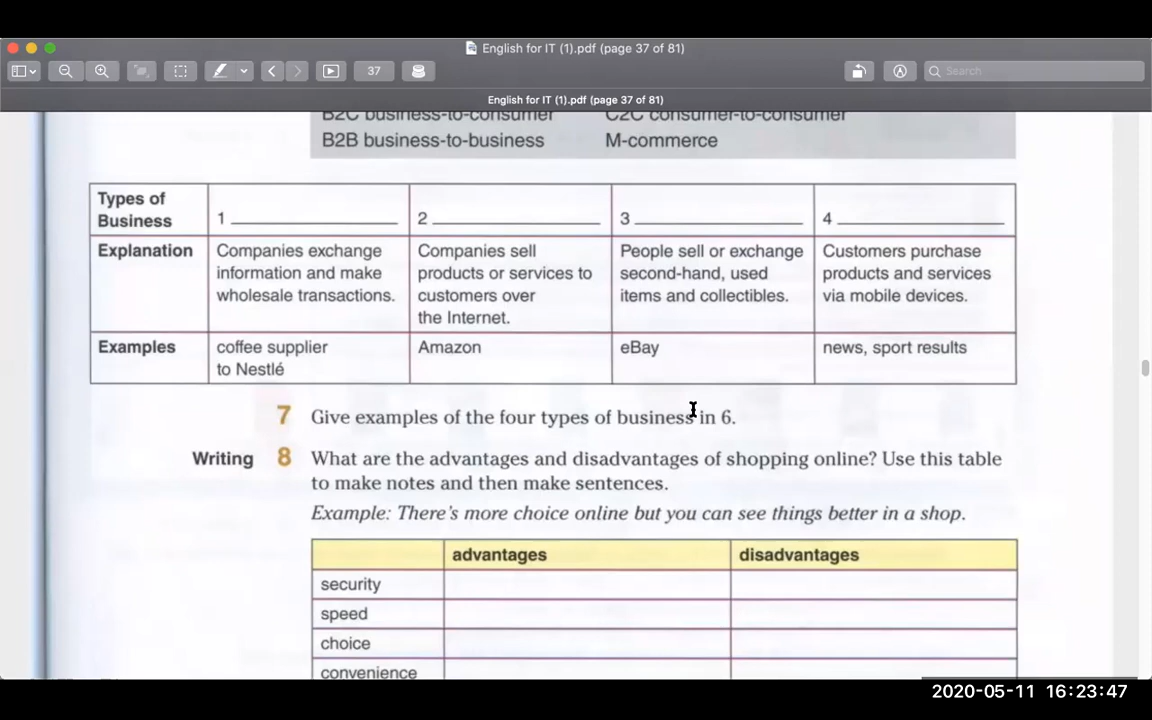 English for IT (1).pdf (page 37 of 81)
37
Search
English for IT (1).pdf (page 37 of 81)
B2C business-to-consumer C2C consumer-to-consumer
B2B business-to-business M-commerce
Types of Business 1 2 3 4
Explanation
Companies exchange
information and make
wholesale transactions.
Companies sell
products or services to
customers over
the Internet.
People sell or exchange
second-hand, used
items and collectibles.
Customers purchase
products and services
via mobile devices.
Examples
coffee supplier
to Nestlé
Amazon
eBay
news, sport results
7 Give examples of the four types of business in 6.
Writing 8 What are the advantages and disadvantages of shopping online? Use this table
to make notes and then make sentences.
Example: There's more choice online but you can see things better in a shop.
advantages disadvantages
security
speed
choice
convenience
2020-05-11 16:23:47